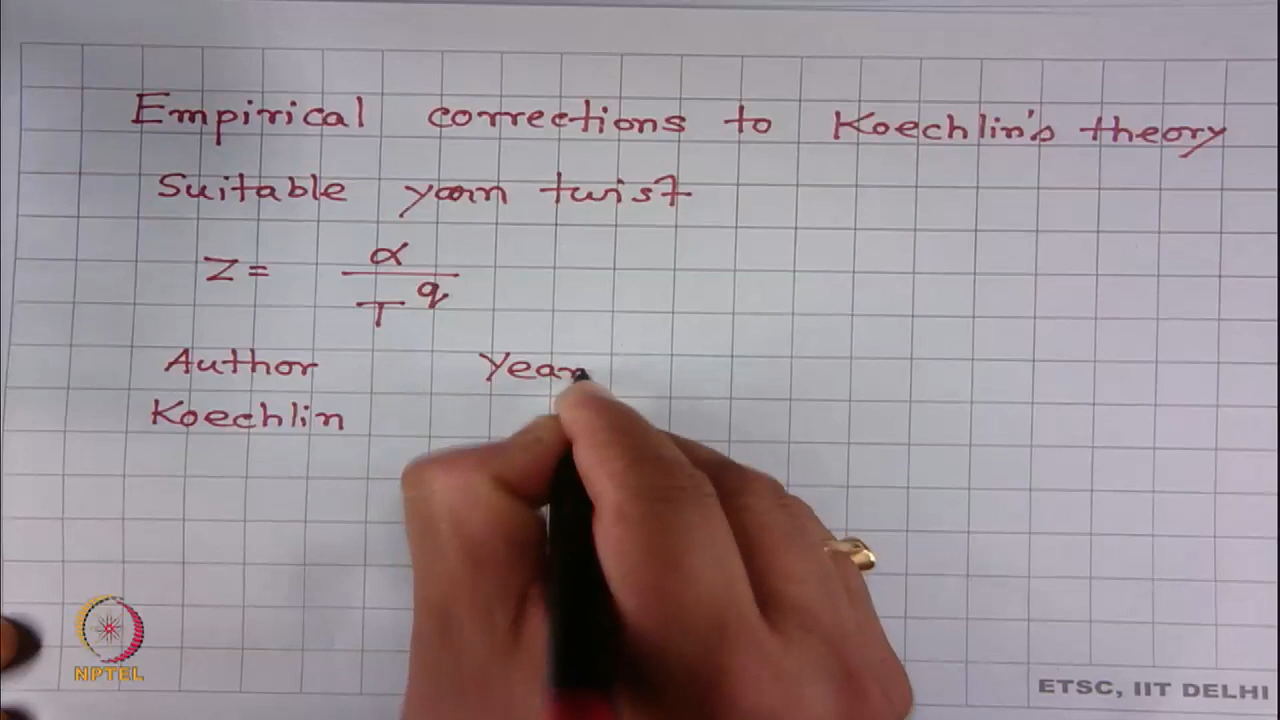 Empirical corrections to Koechlin's theory
Suitable yarn twist
Z = α / T^q
Author Year
Koechlin
NPTEL
ETSC, IIT DELHI